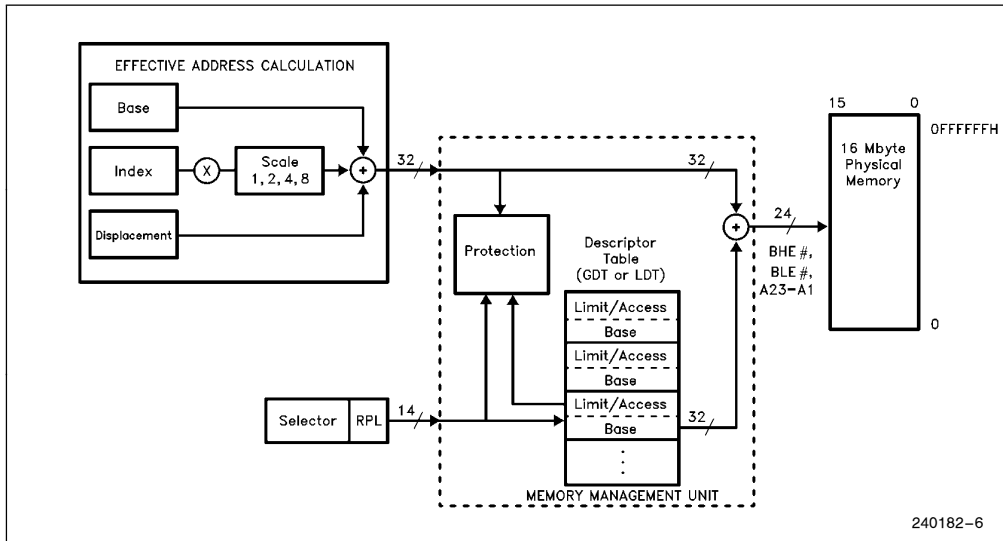 EFFECTIVE ADDRESS CALCULATION
Base
Index
X
Scale
1, 2, 4, 8
+
Displacement
32
32
+
Protection
Descriptor
Table
(GDT or LDT)
Limit/Access
Base
Limit/Access
Base
Limit/Access
Base
32
Selector
RPL
14
MEMORY MANAGEMENT UNIT
24
BHE #,
BLE #,
A23-A1
15 0
16 Mbyte
Physical
Memory
0FFFFFFH
0
240182-6